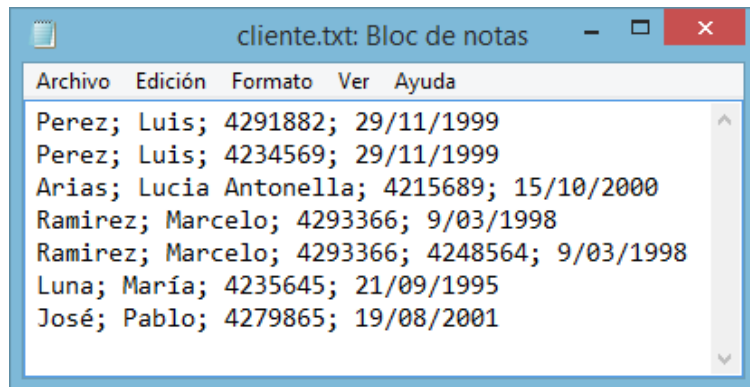 cliente.txt: Bloc de notas
Archivo Edición Formato Ver Ayuda
Perez; Luis; 4291882; 29/11/1999
Perez; Luis; 4234569; 29/11/1999
Arias; Lucia Antonella; 4215689; 15/10/2000
Ramirez; Marcelo; 4293366; 9/03/1998
Ramirez; Marcelo; 4293366; 4248564; 9/03/1998
Luna; María; 4235645; 21/09/1995
José; Pablo; 4279865; 19/08/2001